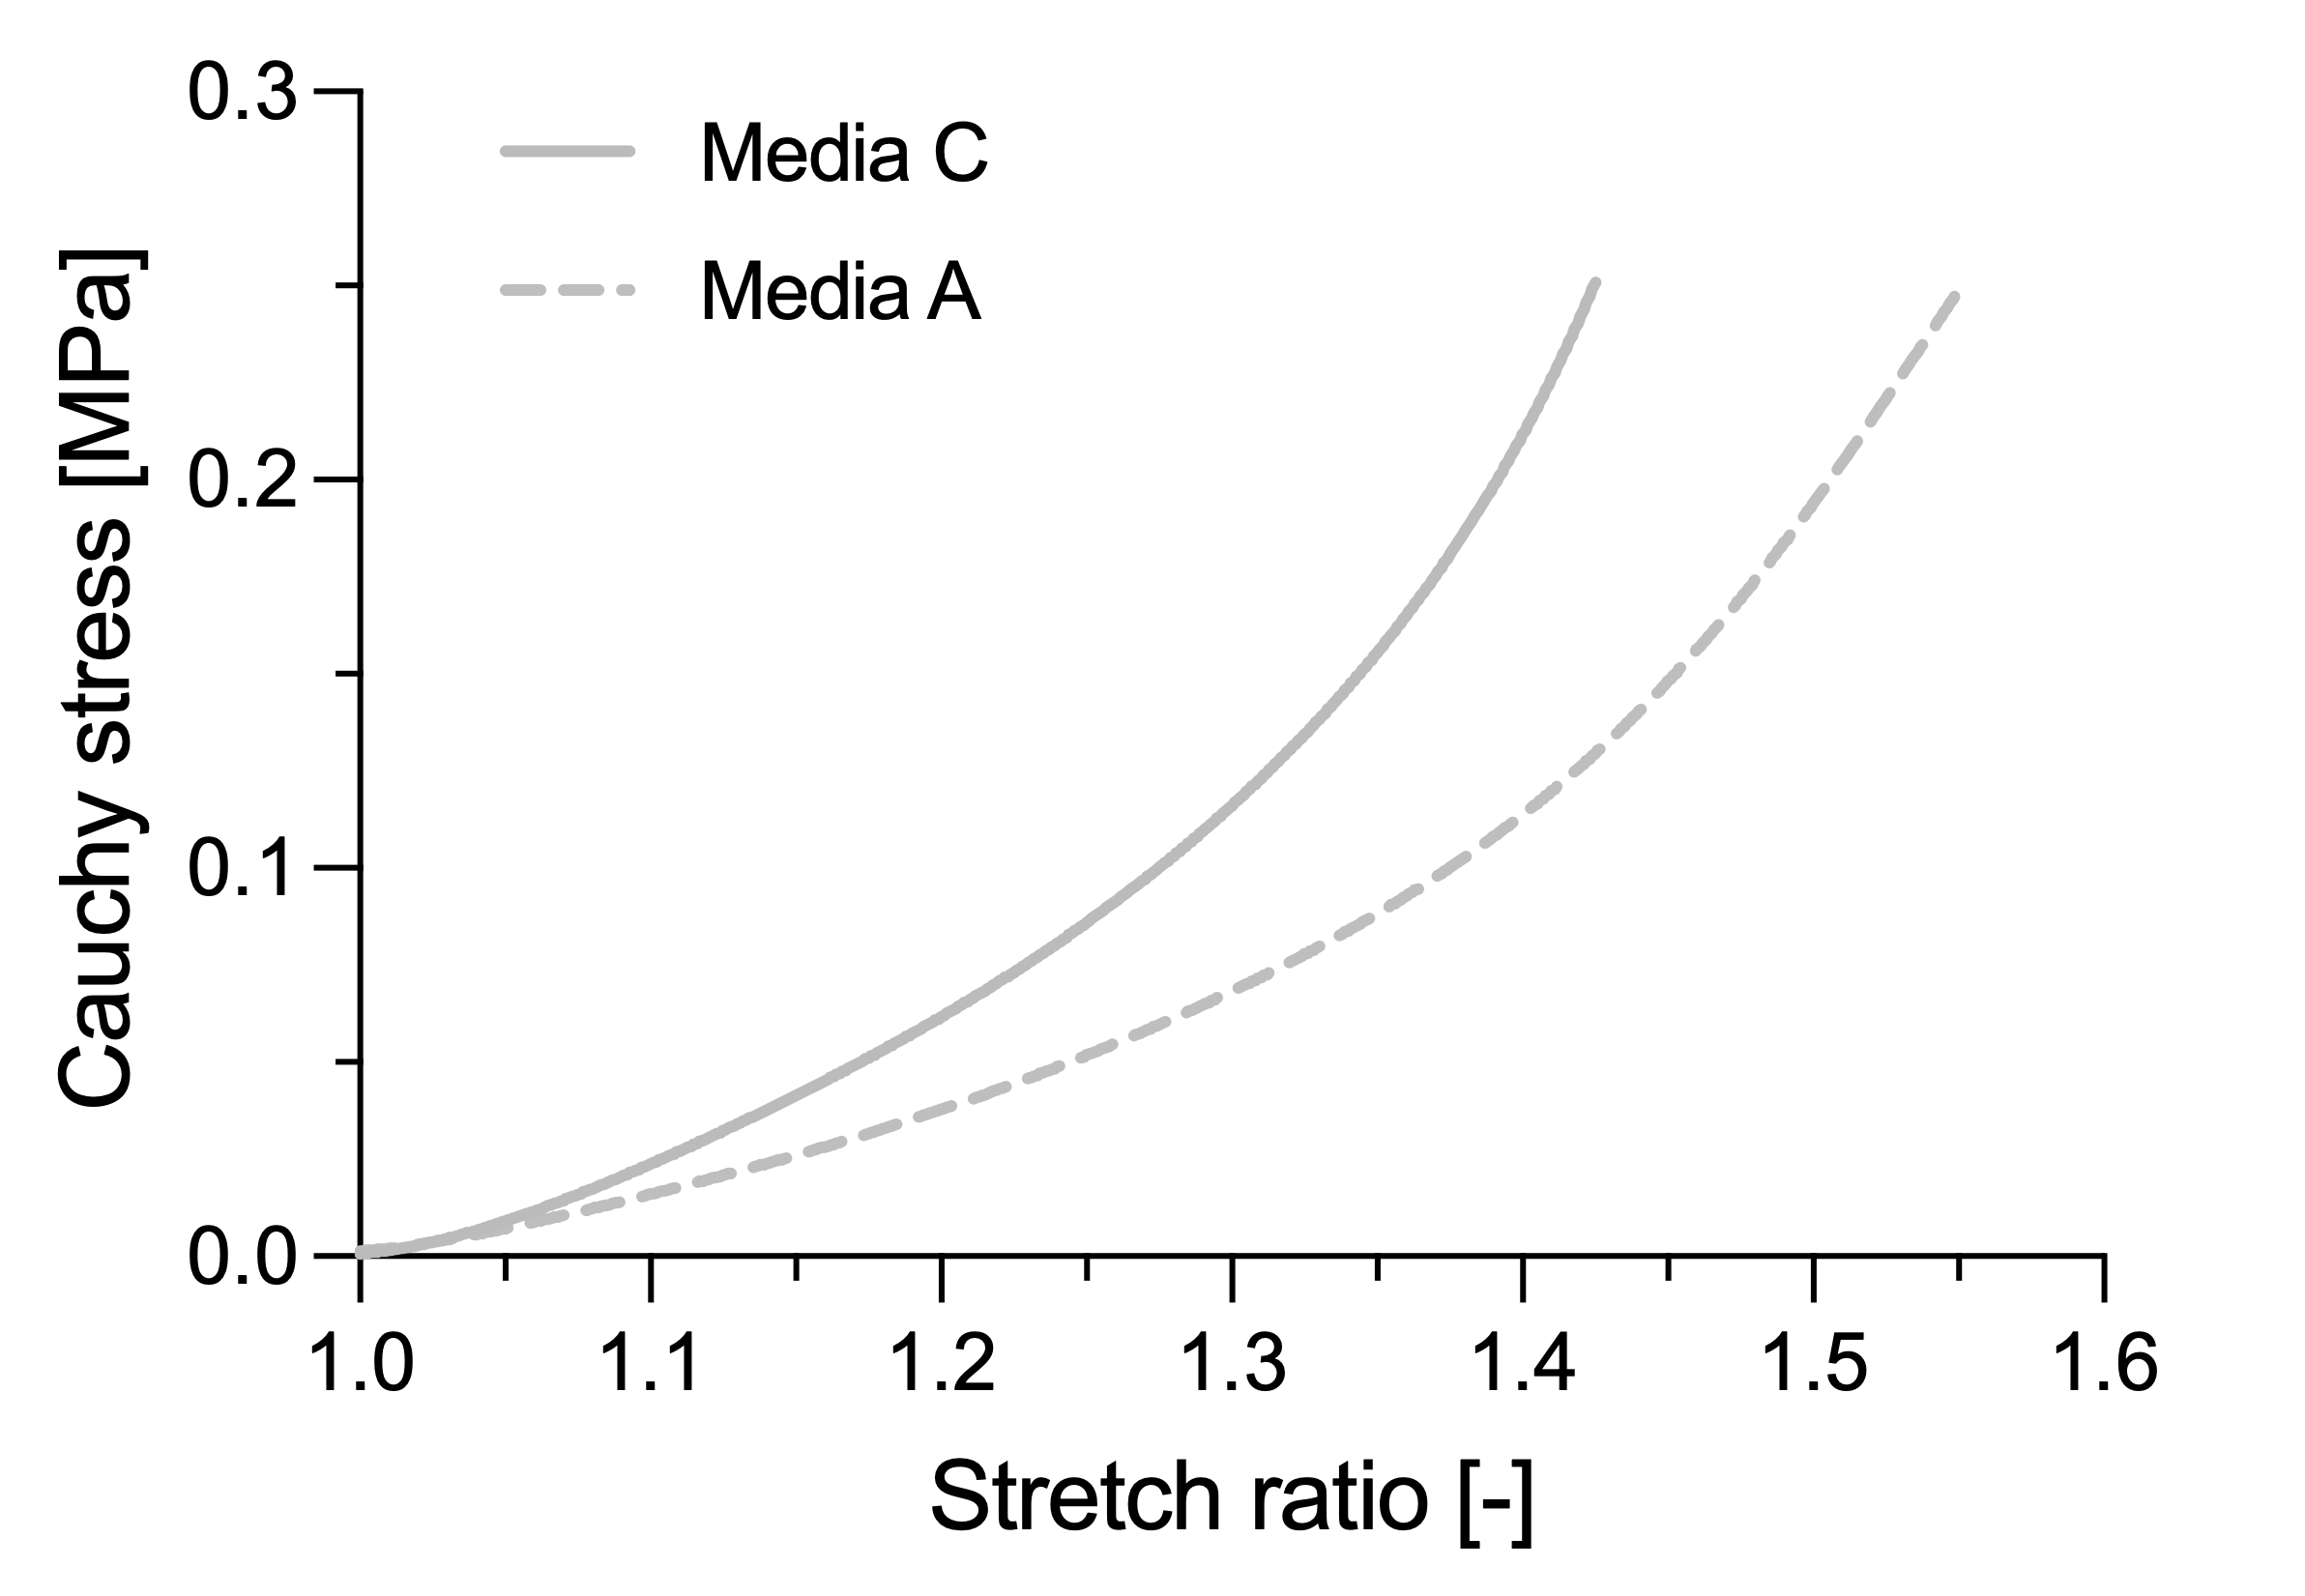 0.3
Media C
Media A
Cauchy stress [MPa]
0.2
0.1
0.0
1.0 1.1 1.2 1.3 1.4 1.5 1.6
Stretch ratio [-]